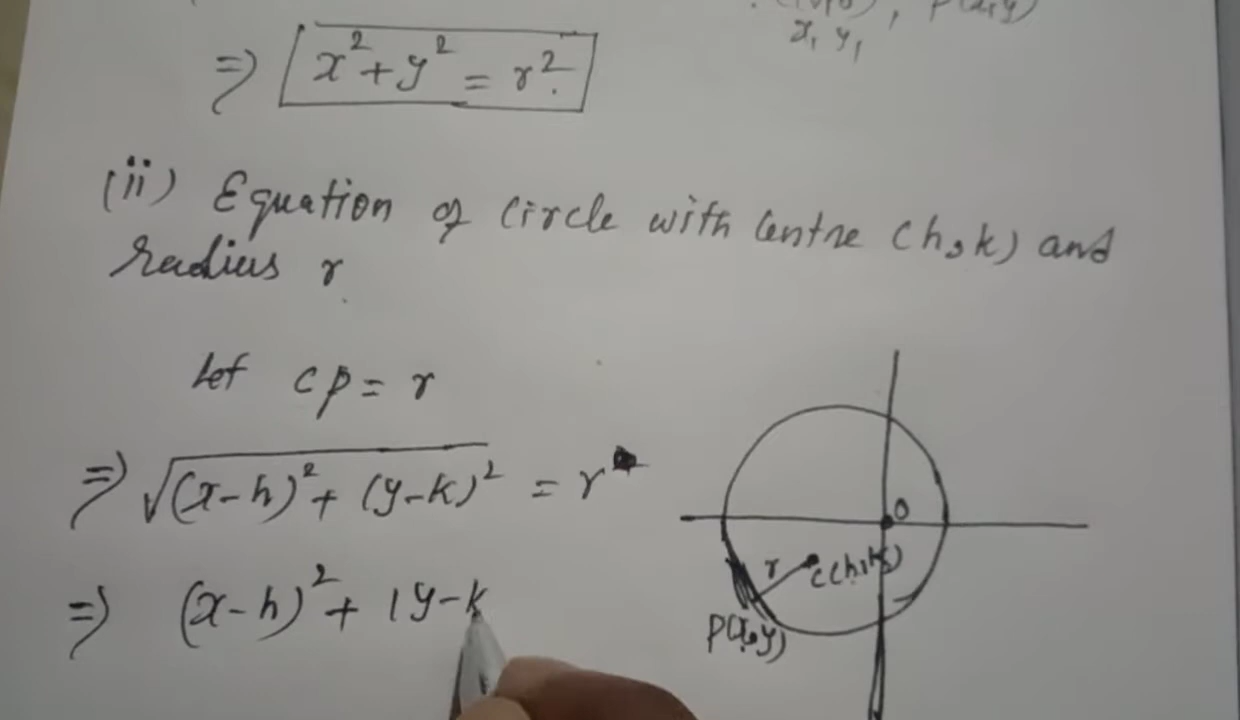 , P(x,y)
x₁ y₁
⇒ x² + y² = r².
(ii) Equation of Circle with Centre (h,k) and
radius r
Let CP = r
⇒ √(x-h)² + (y-k)² = r
⇒ (x-h)² + (y-k
O
r
C(h,k)
P(x,y)